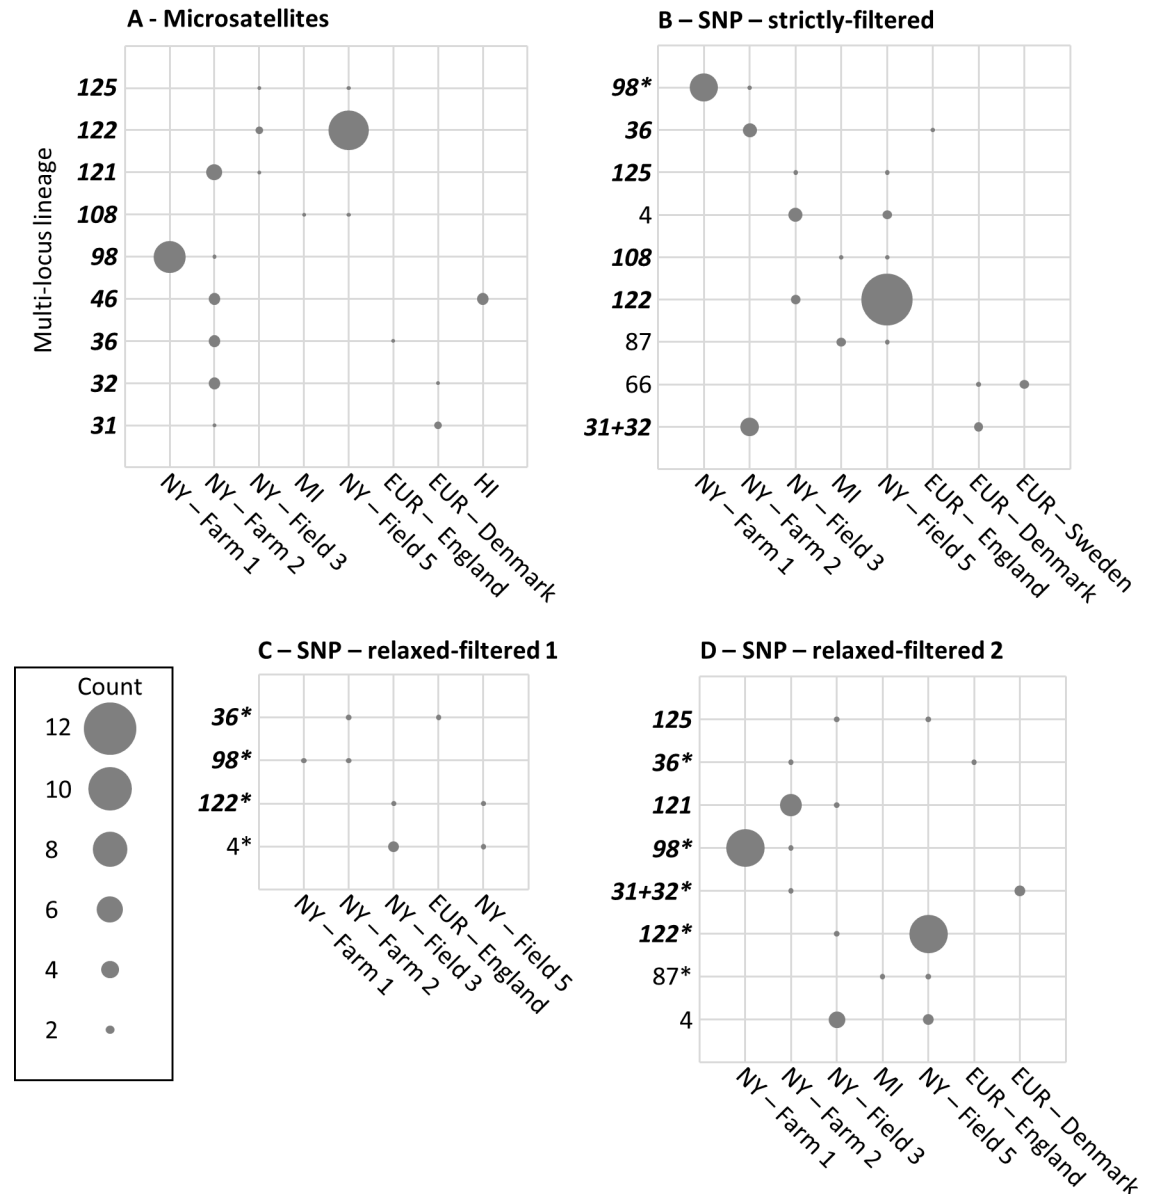 A - Microsatellites
Multi-locus lineage
125
122
121
108
98
46
36
32
31
NY – Farm 1
NY – Farm 2
NY – Field 3
MI
NY – Field 5
EUR – England
EUR – Denmark
HI
B – SNP – strictly-filtered
98*
36
125
4
108
122
87
66
31+32
NY – Farm 1
NY – Farm 2
NY – Field 3
MI
NY – Field 5
EUR – England
EUR – Denmark
EUR – Sweden
Count
12
10
8
6
4
2
C – SNP – relaxed-filtered 1
36*
98*
122*
4*
NY – Farm 1
NY – Farm 2
NY – Field 3
EUR – England
NY – Field 5
D – SNP – relaxed-filtered 2
125
36*
121
98*
31+32*
122*
87*
4
NY – Farm 1
NY – Farm 2
NY – Field 3
MI
NY – Field 5
EUR – England
EUR – Denmark